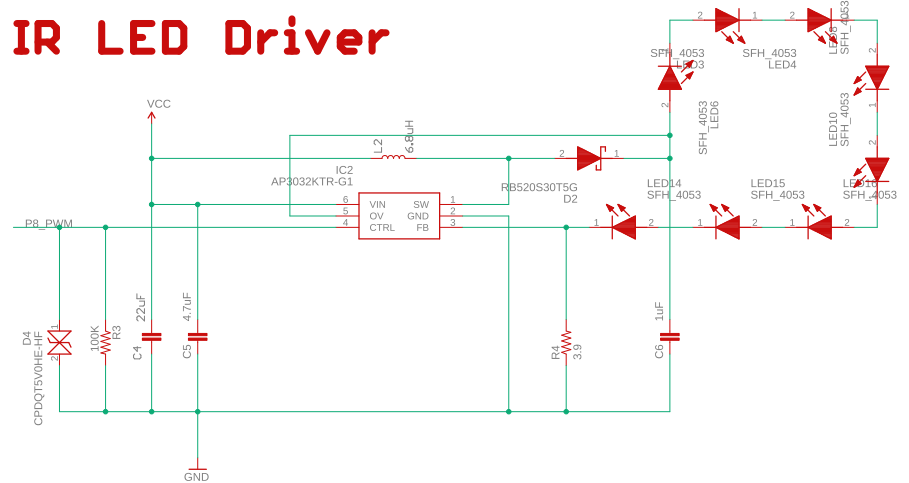 IR LED Driver
VCC
P8_PWM
D4
CPDQT5V0HE-HF
1
2
100K
R3
22uF
C4
4.7uF
C5
GND
L2
6.8uH
IC2
AP3032KTR-G1
6 VIN SW 1
5 OV GND 2
4 CTRL FB 3
RB520S30T5G
D2
2 1
R4
3.9
1uF
C6
SFH_4053
LED3
2
SFH_4053
LED6
2 1
SFH_4053
LED4
2
LED8
SFH_4053
2
1
LED10
SFH_4053
2
LED16
SFH_4053
1 2
LED15
SFH_4053
1 2
LED14
SFH_4053
1 2